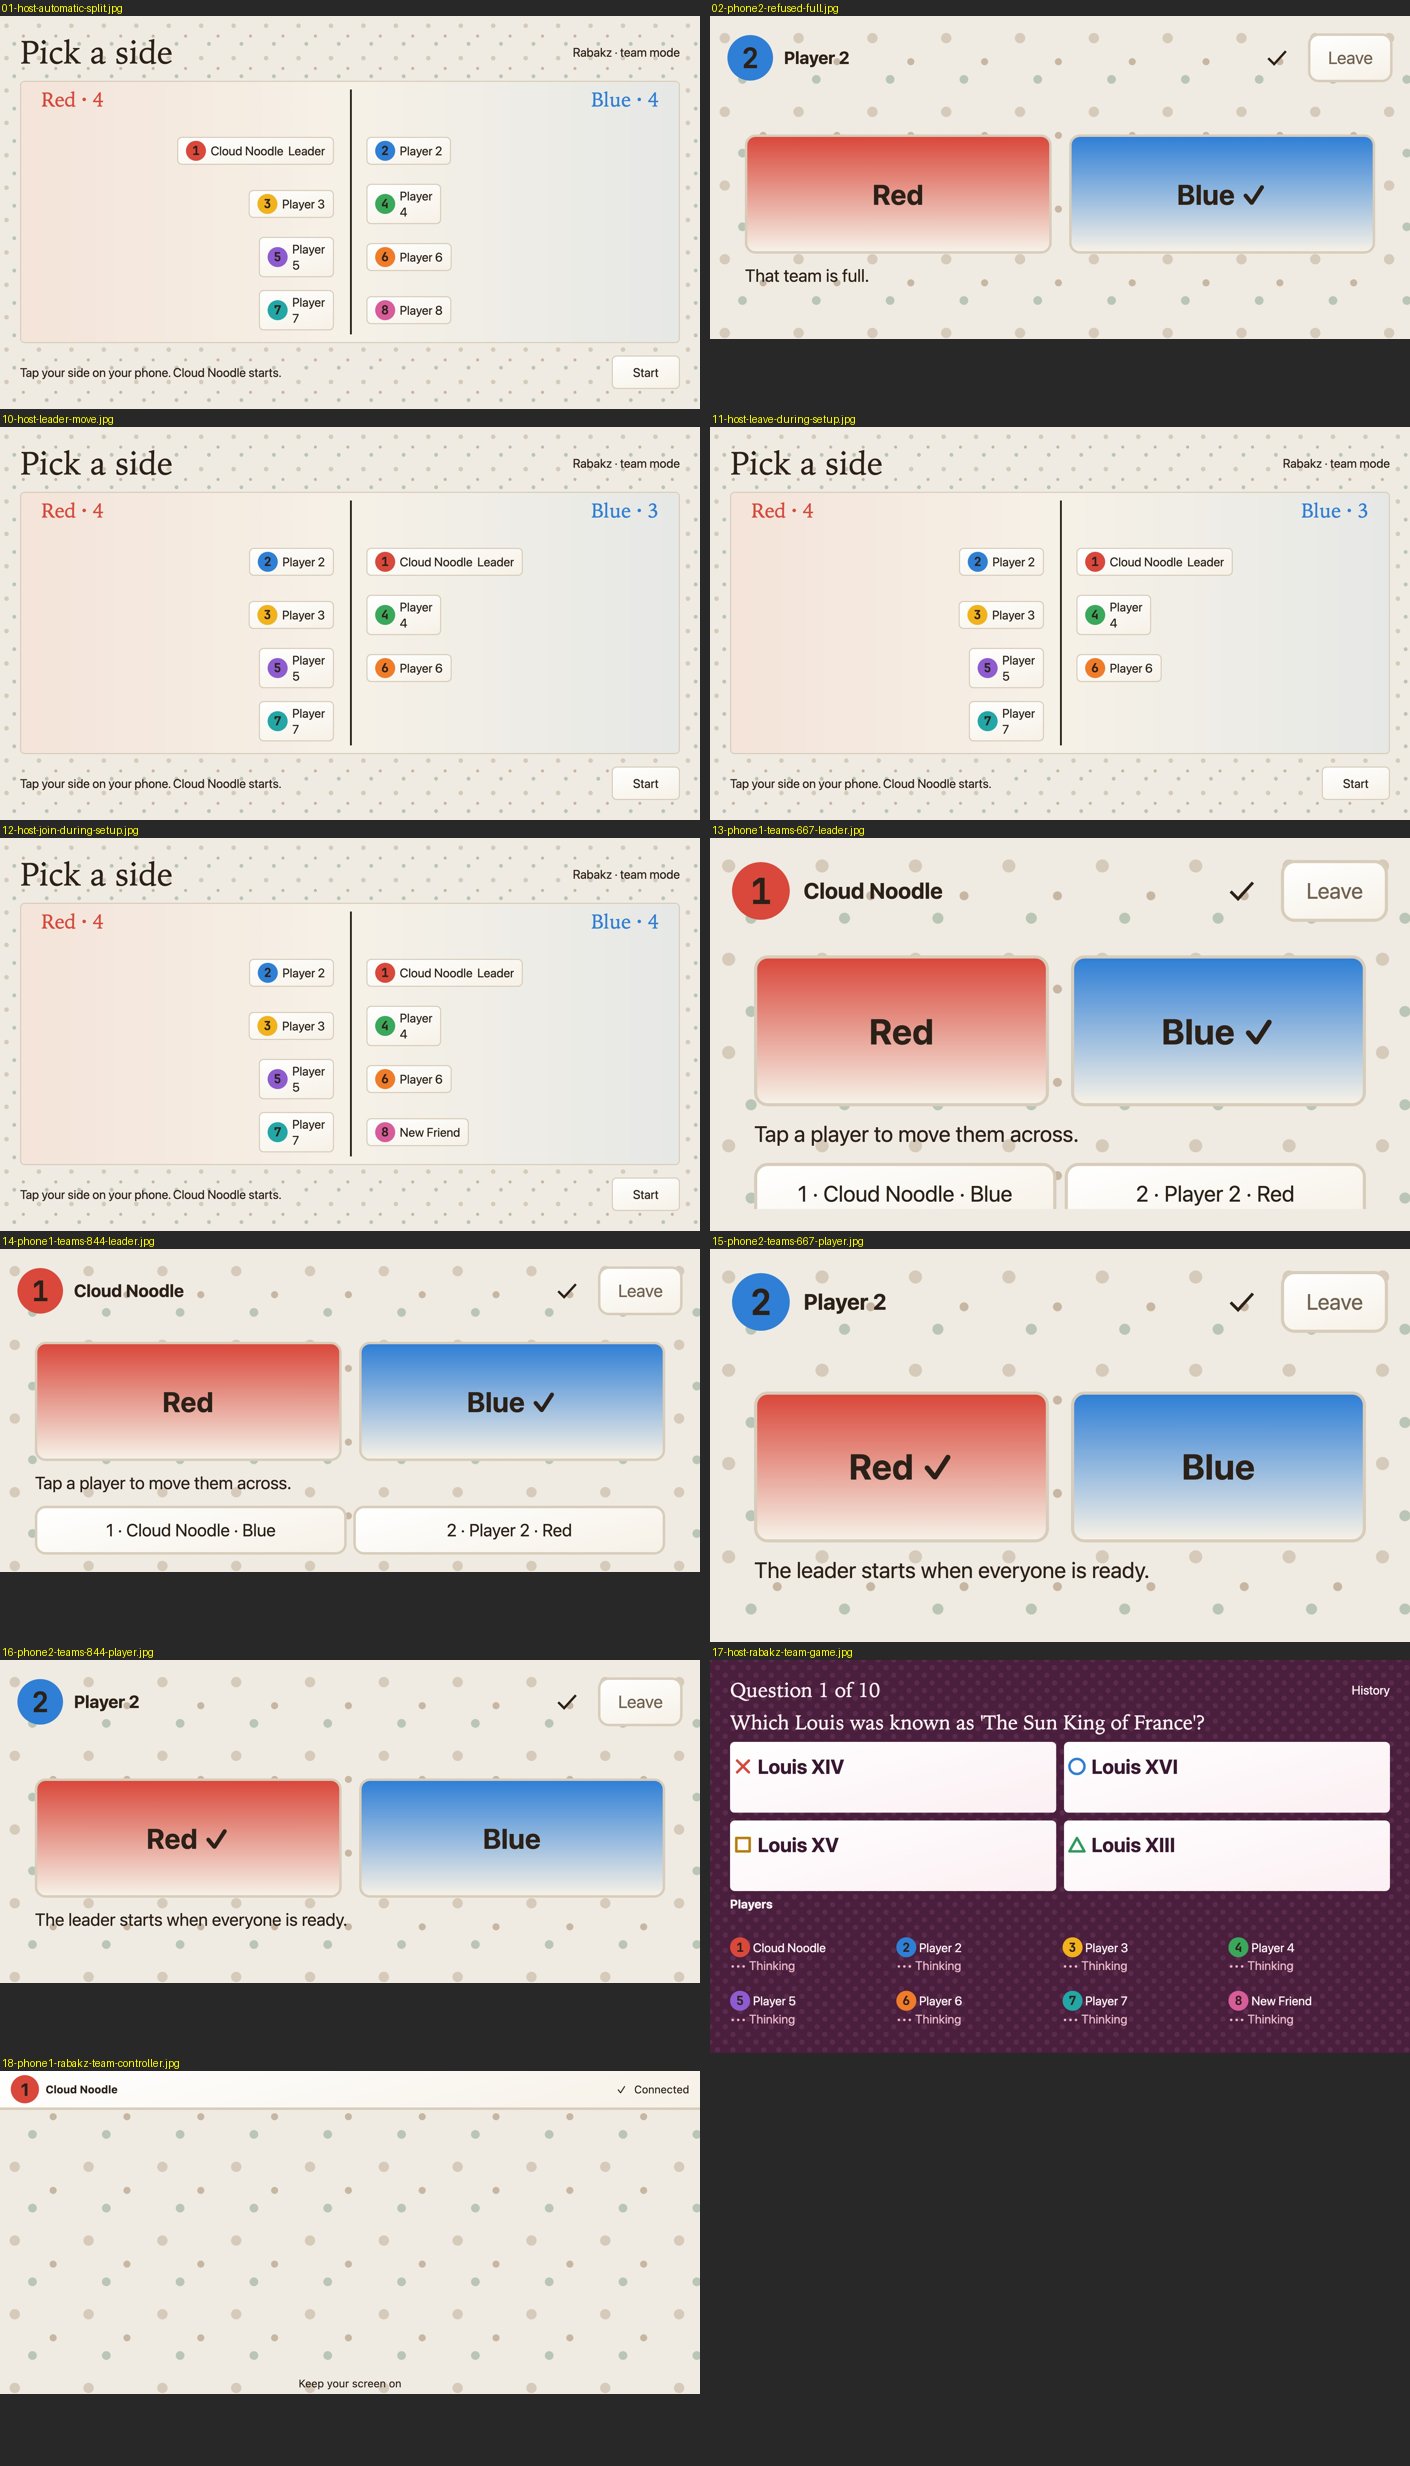 01-host-automatic-split.jpg
Pick a side
Rabakz · team mode
Red · 4
Blue · 4
1 Cloud Noodle Leader
2 Player 2
3 Player 3
4 Player
4
5 Player
5
6 Player 6
7 Player
7
8 Player 8
Tap your side on your phone. Cloud Noodle starts.
Start
02-phone2-refused-full.jpg
2 Player 2
✓ Leave
Red
Blue ✓
That team is full.
10-host-leader-move.jpg
Pick a side
Rabakz · team mode
Red · 4
Blue · 3
2 Player 2
1 Cloud Noodle Leader
3 Player 3
4 Player
4
5 Player
5
6 Player 6
7 Player
7
Tap your side on your phone. Cloud Noodle starts.
Start
11-host-leave-during-setup.jpg
Pick a side
Rabakz · team mode
Red · 4
Blue · 3
2 Player 2
1 Cloud Noodle Leader
3 Player 3
4 Player
4
5 Player
5
6 Player 6
7 Player
7
Tap your side on your phone. Cloud Noodle starts.
Start
12-host-join-during-setup.jpg
Pick a side
Rabakz · team mode
Red · 4
Blue · 4
2 Player 2
1 Cloud Noodle Leader
3 Player 3
4 Player
4
5 Player
5
6 Player 6
7 Player
7
8 New Friend
Tap your side on your phone. Cloud Noodle starts.
Start
13-phone1-teams-667-leader.jpg
1 Cloud Noodle
✓ Leave
Red
Blue ✓
Tap a player to move them across.
1 · Cloud Noodle · Blue
2 · Player 2 · Red
14-phone1-teams-844-leader.jpg
1 Cloud Noodle
✓ Leave
Red
Blue ✓
Tap a player to move them across.
1 · Cloud Noodle · Blue
2 · Player 2 · Red
15-phone2-teams-667-player.jpg
2 Player 2
✓ Leave
Red ✓
Blue
The leader starts when everyone is ready.
16-phone2-teams-844-player.jpg
2 Player 2
✓ Leave
Red ✓
Blue
The leader starts when everyone is ready.
17-host-rabakz-team-game.jpg
Question 1 of 10
History
Which Louis was known as 'The Sun King of France'?
Louis XIV
Louis XVI
Louis XV
Louis XIII
Players
1 Cloud Noodle
2 Player 2
3 Player 3
4 Player 4
••• Thinking
••• Thinking
••• Thinking
••• Thinking
5 Player 5
6 Player 6
7 Player 7
8 New Friend
••• Thinking
••• Thinking
••• Thinking
••• Thinking
18-phone1-rabakz-team-controller.jpg
1 Cloud Noodle
✓ Connected
Keep your screen on